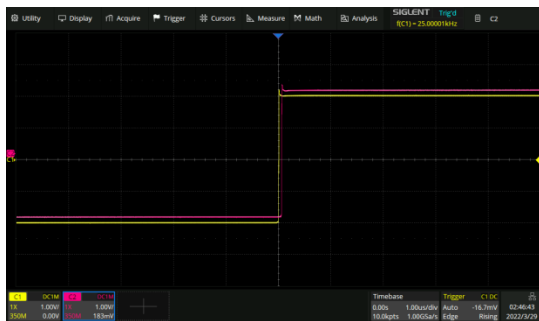 Utility Display Acquire Trigger Cursors Measure Math Analysis SIGLENT Trig'd C2
f(C1) = 25.00001kHz
C1
C1 DC1M C2 DC1M Timebase Trigger C1 DC
1X 1.00V/ 1X 1.00V/ 0.00s 1.00us/div Auto -16.7mV 02:46:43
350M 0.00V 350M 183mV 10.0kpts 1.00GSa/s Edge Rising 2022/3/29